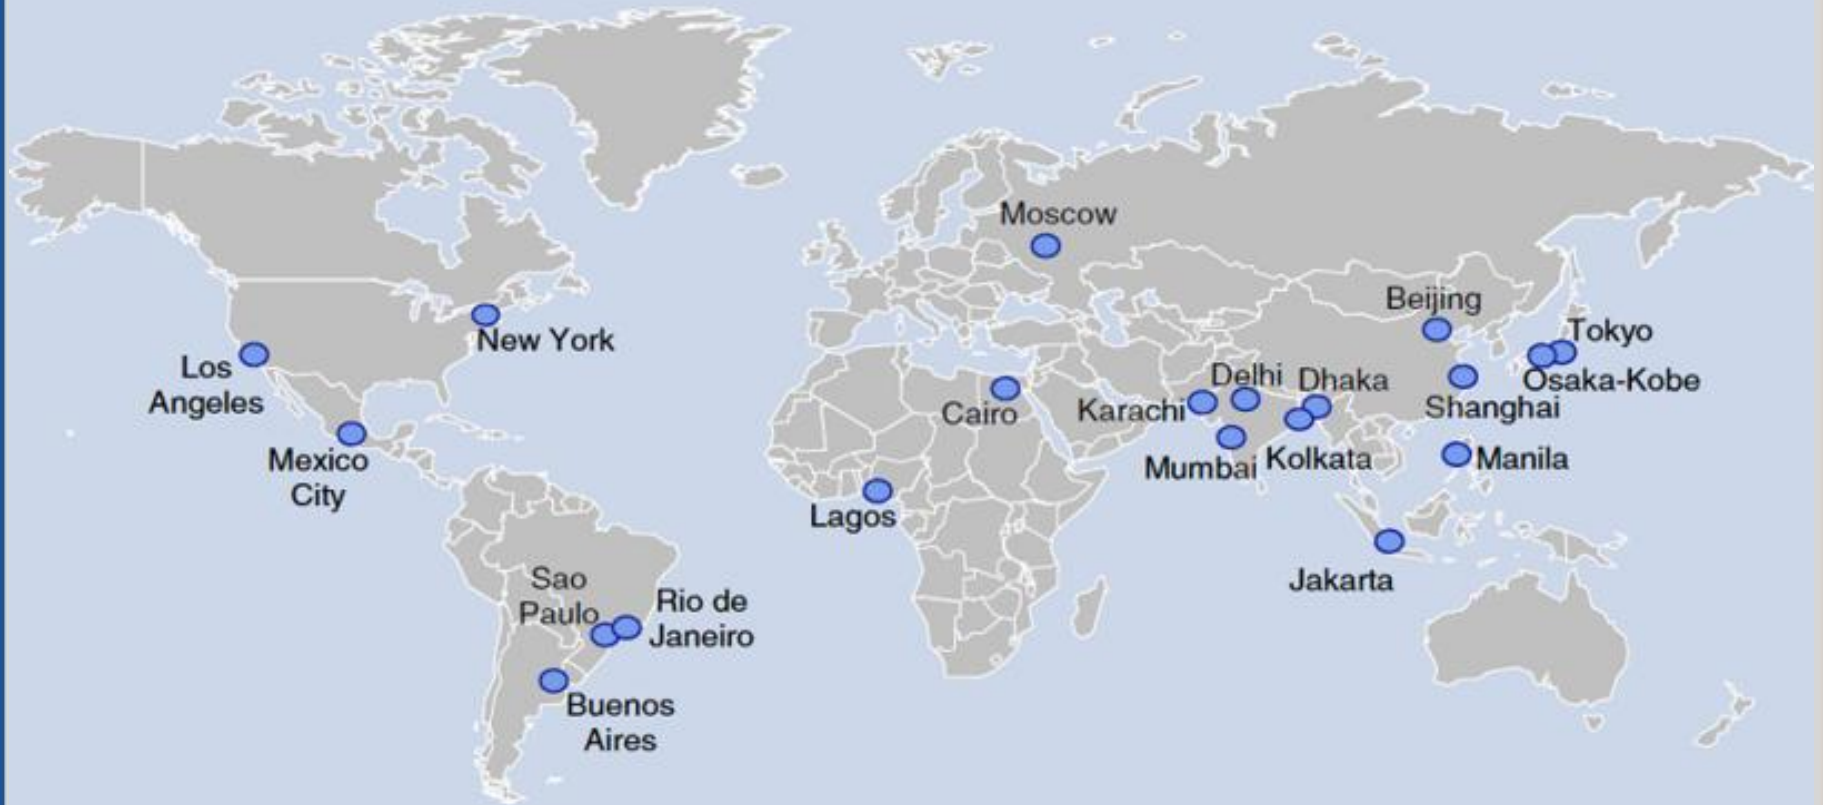 Moscow
Beijing
Tokyo
New York
Los
Angeles
Delhi
Dhaka
Osaka-Kobe
Cairo
Karachi
Shanghai
Mexico
City
Mumbai
Kolkata
Manila
Lagos
Jakarta
Sao
Paulo
Rio de
Janeiro
Buenos
Aires